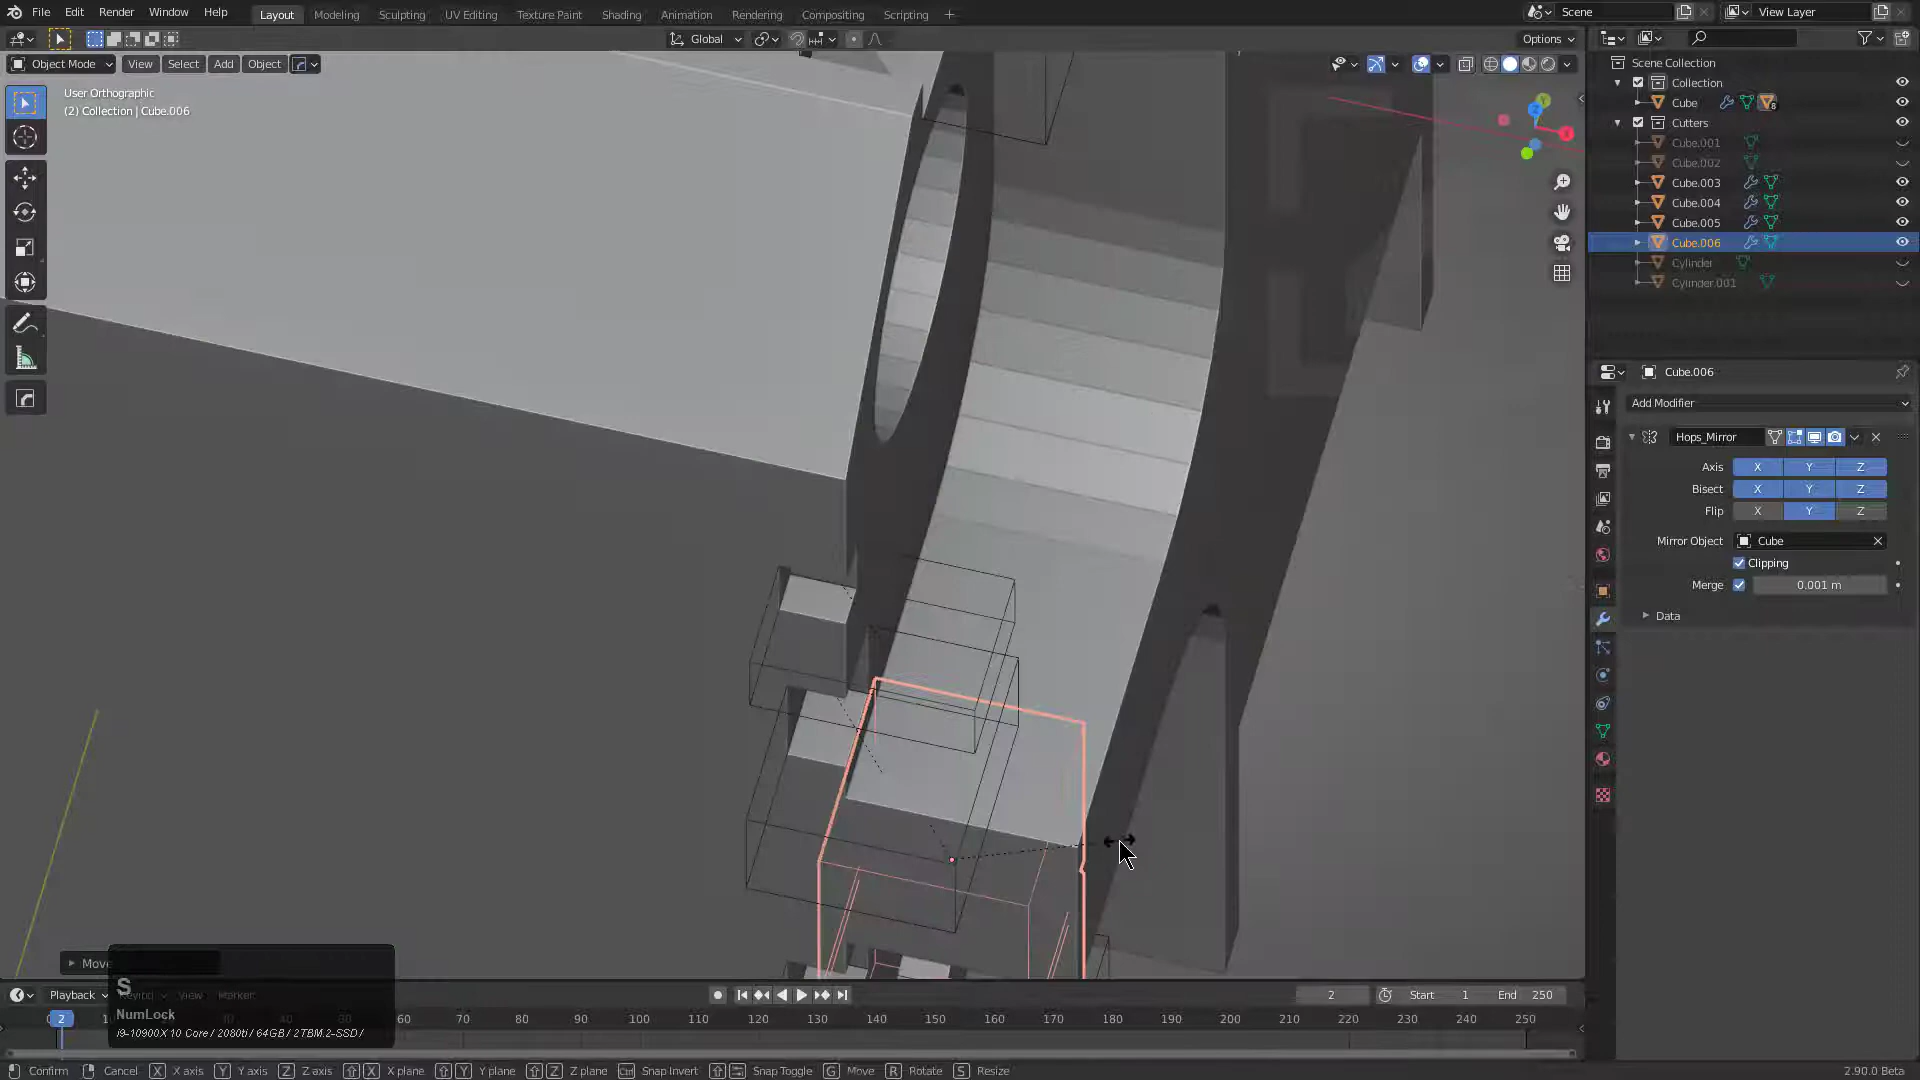 File Edit Render Window Help Layout Modeling Sculpting UV Editing Texture Paint Shading Animation Rendering Compositing Scripting + Scene View Layer
Global Options
Object Mode View Select Add Object
User Orthographic
(2) Collection | Cube.006
Scene Collection
Collection
Cube 8
Cutters
Cube.001
Cube.002
Cube.003
Cube.004
Cube.005
Cube.006
Cylinder
Cylinder.001
Cube.006
Add Modifier
Hops_Mirror
Axis X Y Z
Bisect X Y Z
Flip X Y Z
Mirror Object Cube
Clipping
Merge 0.001 m
Data
Move
S
Playback View Marker 2 Start 1 End 250
NumLock
i9-10900X 10 Core / 2080ti / 64GB / 2TBM.2-SSD /
2 60 70 80 90 100 110 120 130 140 150 160 170 180 190 200 210 220 230 240 250
Confirm Cancel X X axis Y Y axis Z Z axis X X plane Y Y plane Z Z plane Ctrl Snap Invert Snap Toggle G Move R Rotate S Resize 2.90.0 Beta